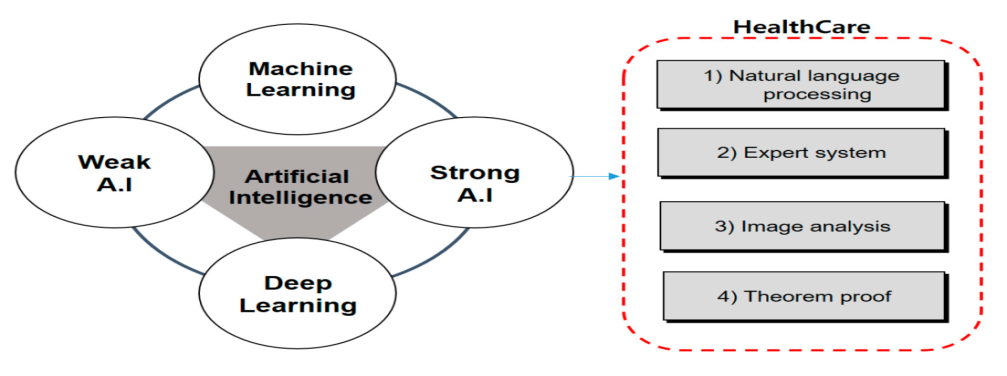 HealthCare
Machine
Learning
Weak
A.I
Artificial
Intelligence
Strong
A.I
Deep
Learning
1) Natural language
processing
2) Expert system
3) Image analysis
4) Theorem proof